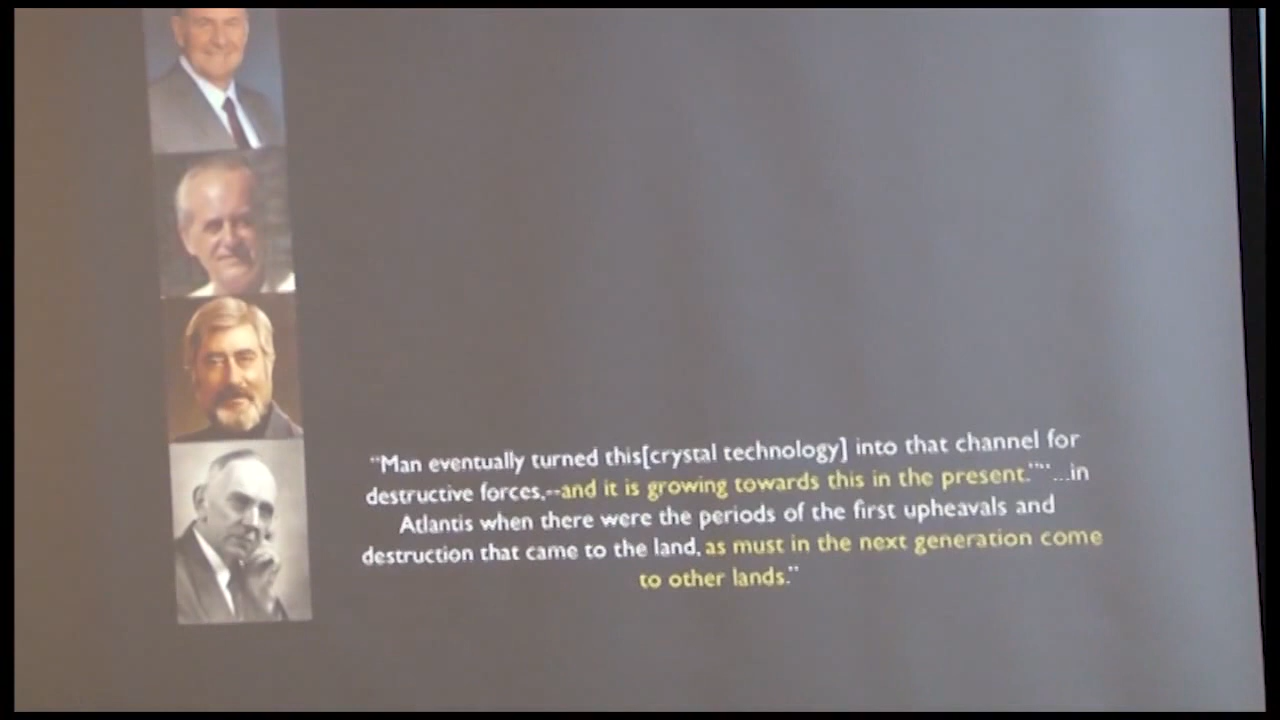 "Man eventually turned this[crystal technology] into that channel for
destructive forces,--and it is growing towards this in the present.""...in
Atlantis when there were the periods of the first upheavals and
destruction that came to the land, as must in the next generation come
to other lands."